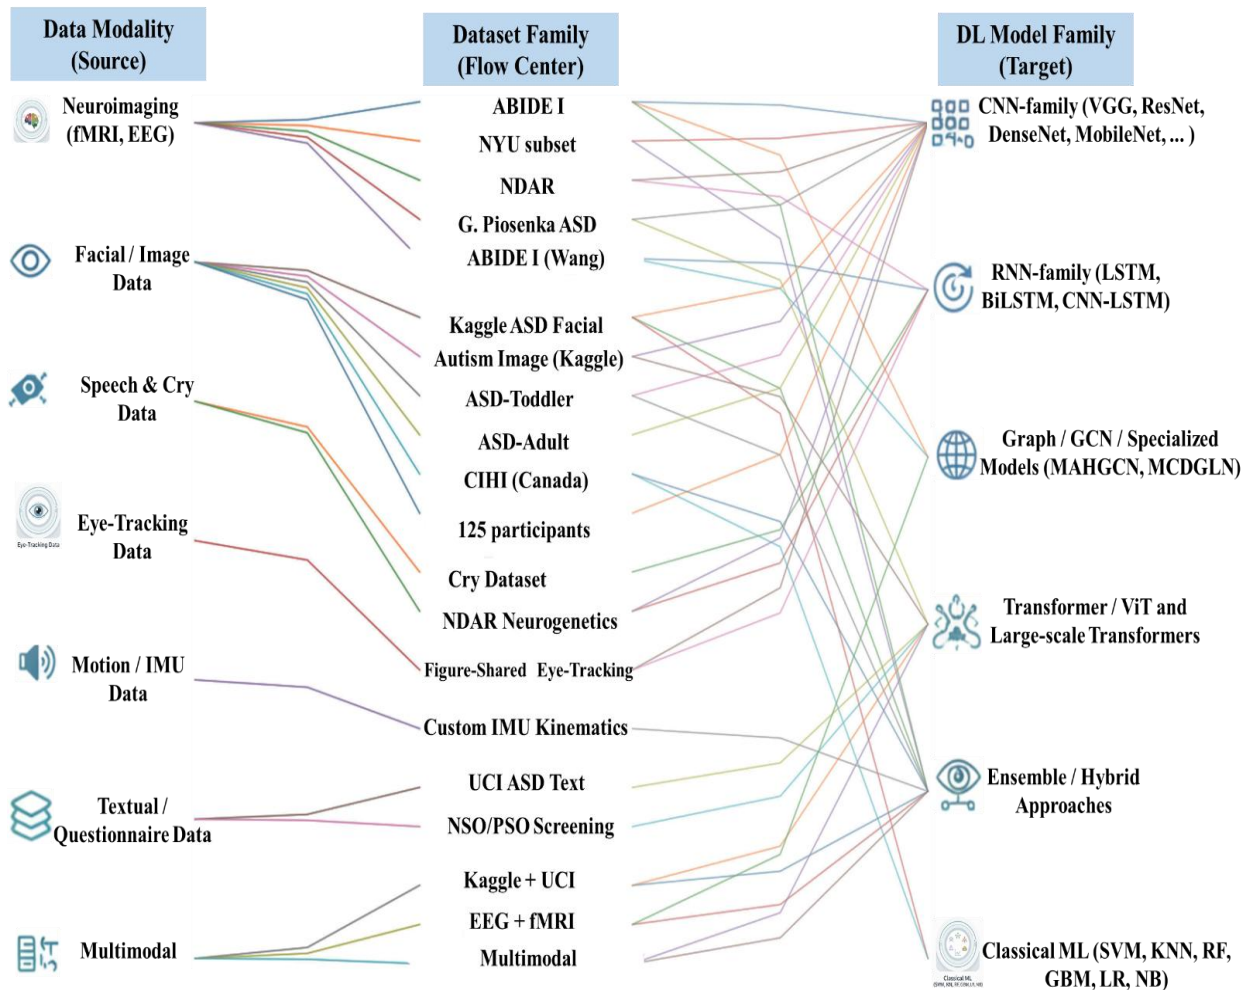 Data Modality
(Source)
Dataset Family
(Flow Center)
DL Model Family
(Target)
Neuroimaging
(fMRI, EEG)
Facial / Image
Data
Speech & Cry
Data
Eye-Tracking
Data
Eye-Tracking Data
Motion / IMU
Data
Textual /
Questionnaire Data
Multimodal
ABIDE I
NYU subset
NDAR
G. Piosenka ASD
ABIDE I (Wang)
Kaggle ASD Facial
Autism Image (Kaggle)
ASD-Toddler
ASD-Adult
CIHI (Canada)
125 participants
Cry Dataset
NDAR Neurogenetics
Figure-Shared Eye-Tracking
Custom IMU Kinematics
UCI ASD Text
NSO/PSO Screening
Kaggle + UCI
EEG + fMRI
Multimodal
CNN-family (VGG, ResNet,
DenseNet, MobileNet, ... )
RNN-family (LSTM,
BiLSTM, CNN-LSTM)
Graph / GCN / Specialized
Models (MAHGCN, MCDGLN)
Transformer / ViT and
Large-scale Transformers
Ensemble / Hybrid
Approaches
Classical ML (SVM, KNN, RF,
GBM, LR, NB)
Classical ML